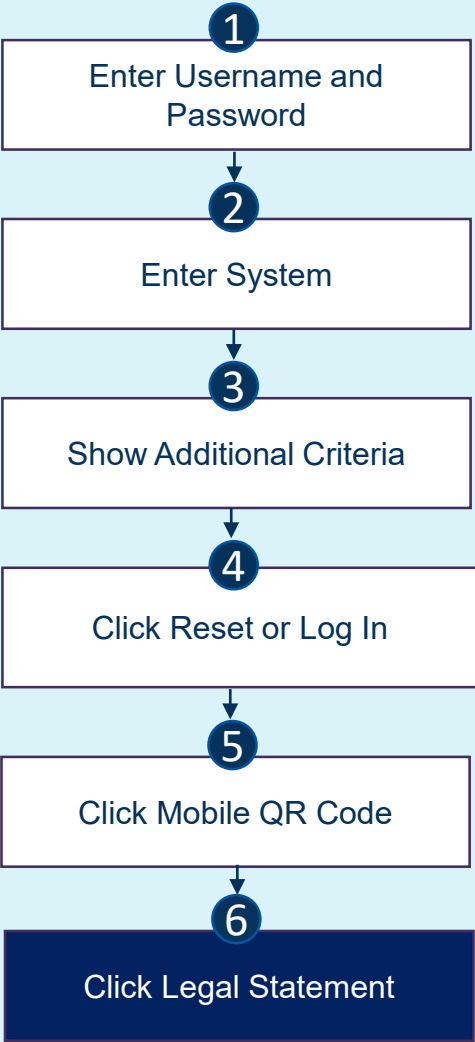 1
Enter Username and
Password
2
Enter System
3
Show Additional Criteria
4
Click Reset or Log In
5
Click Mobile QR Code
6
Click Legal Statement